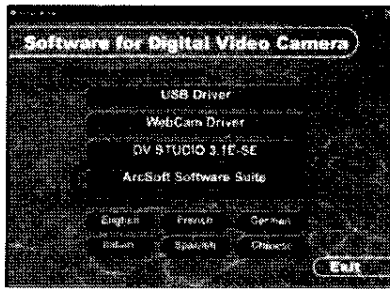 Software for Digital Video Camera
USB Driver
WebCam Driver
DV STUDIO 3.1E-SE
ArcSoft Software Suite
English French German
Italian Spanish Chinese
Exit